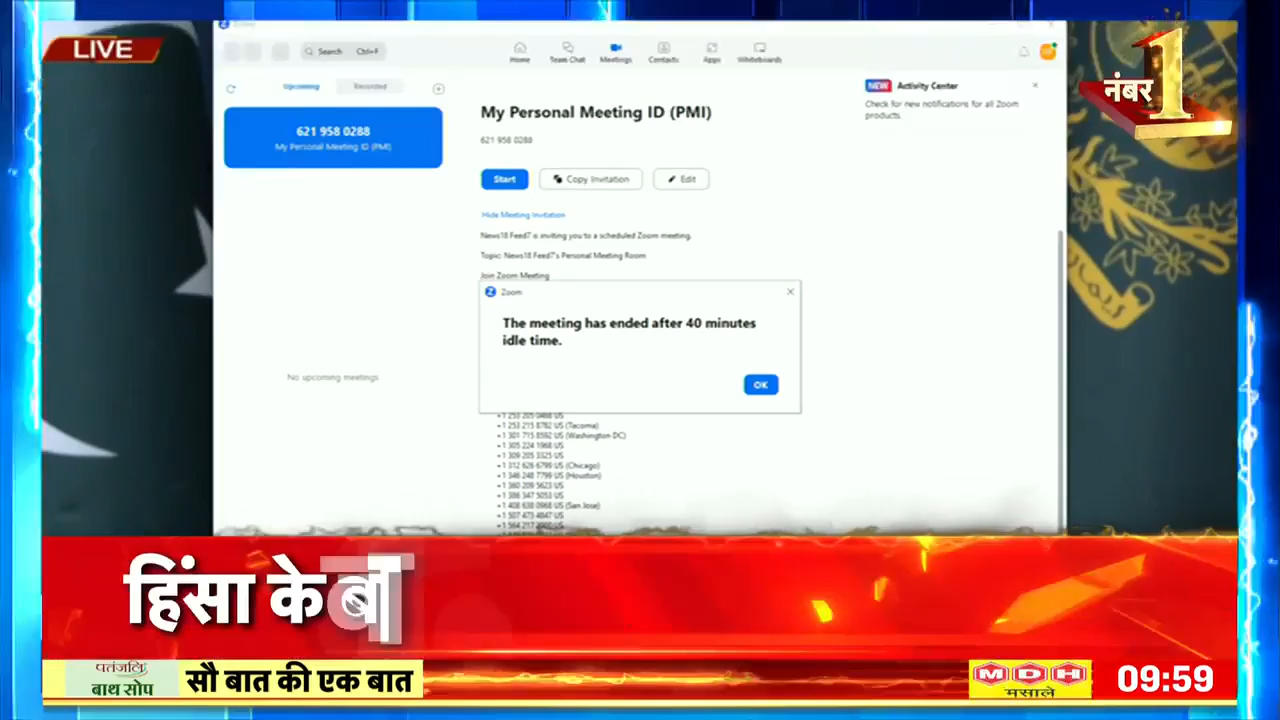 LIVE
Search Ctrl+F
Home
Team Chat
Meetings
Contacts
Apps
Whiteboards
नंबर 1
Upcoming
Recorded
621 958 0288
My Personal Meeting ID (PMI)
My Personal Meeting ID (PMI)
621 958 0288
Start
Copy Invitation
Edit
Hide Meeting Invitation
News18 Feed7 is inviting you to a scheduled Zoom meeting.
Topic: News18 Feed7's Personal Meeting Room
Join Zoom Meeting
NEW Activity Center
Check for new notifications for all Zoom
products.
Zoom
The meeting has ended after 40 minutes
idle time.
OK
No upcoming meetings
+1 253 205 0468 US
+1 253 215 8782 US (Tacoma)
+1 301 715 8592 US (Washington DC)
+1 305 224 1968 US
+1 309 205 3325 US
+1 312 626 6799 US (Chicago)
+1 346 248 7799 US (Houston)
+1 360 209 5623 US
+1 386 347 5053 US
+1 408 638 0968 US (San Jose)
+1 507 473 4847 US
हिंसा के
पतंजलि
बाथ सोप
सौ बात की एक बात
MDH
मसाले
09:59